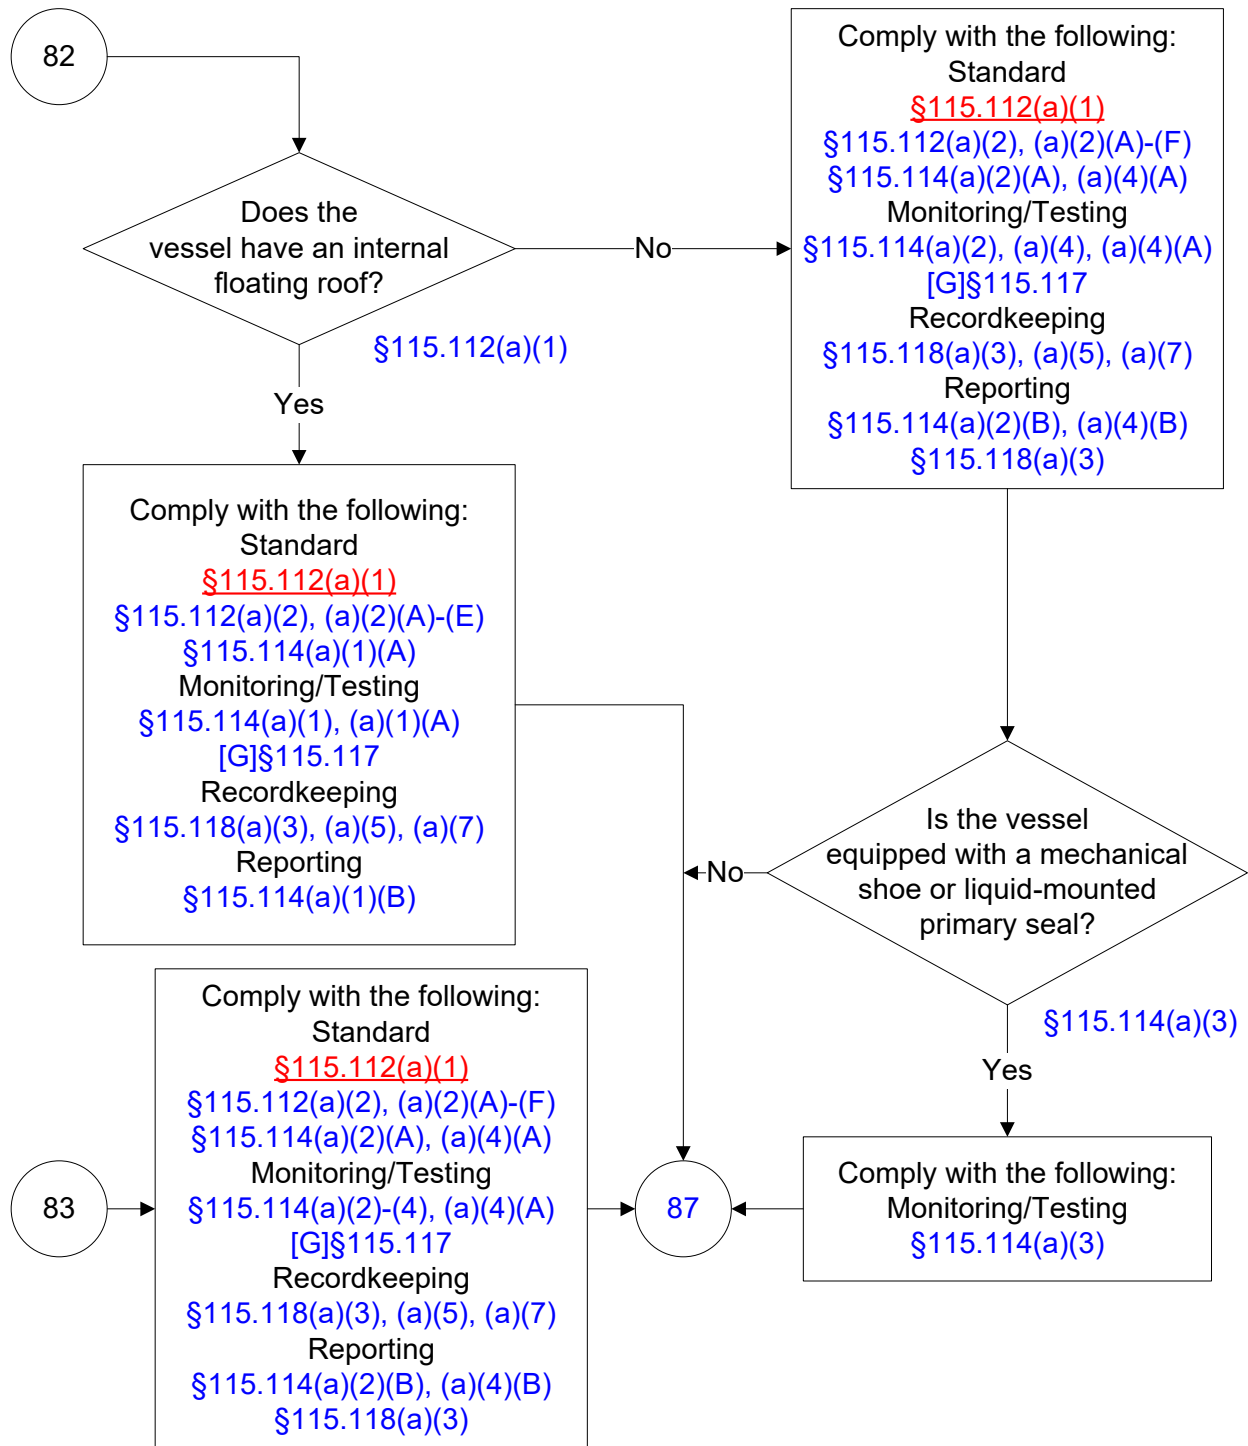 82
Does the
vessel have an internal
floating roof?
§115.112(a)(1)
No
Yes
Comply with the following:
Standard
§115.112(a)(1)
§115.112(a)(2), (a)(2)(A)-(F)
§115.114(a)(2)(A), (a)(4)(A)
Monitoring/Testing
§115.114(a)(2), (a)(4), (a)(4)(A)
[G]§115.117
Recordkeeping
§115.118(a)(3), (a)(5), (a)(7)
Reporting
§115.114(a)(2)(B), (a)(4)(B)
§115.118(a)(3)
Comply with the following:
Standard
§115.112(a)(1)
§115.112(a)(2), (a)(2)(A)-(E)
§115.114(a)(1)(A)
Monitoring/Testing
§115.114(a)(1), (a)(1)(A)
[G]§115.117
Recordkeeping
§115.118(a)(3), (a)(5), (a)(7)
Reporting
§115.114(a)(1)(B)
Is the vessel
equipped with a mechanical
shoe or liquid-mounted
primary seal?
§115.114(a)(3)
No
Yes
Comply with the following:
Monitoring/Testing
§115.114(a)(3)
83
Comply with the following:
Standard
§115.112(a)(1)
§115.112(a)(2), (a)(2)(A)-(F)
§115.114(a)(2)(A), (a)(4)(A)
Monitoring/Testing
§115.114(a)(2)-(4), (a)(4)(A)
[G]§115.117
Recordkeeping
§115.118(a)(3), (a)(5), (a)(7)
Reporting
§115.114(a)(2)(B), (a)(4)(B)
§115.118(a)(3)
87